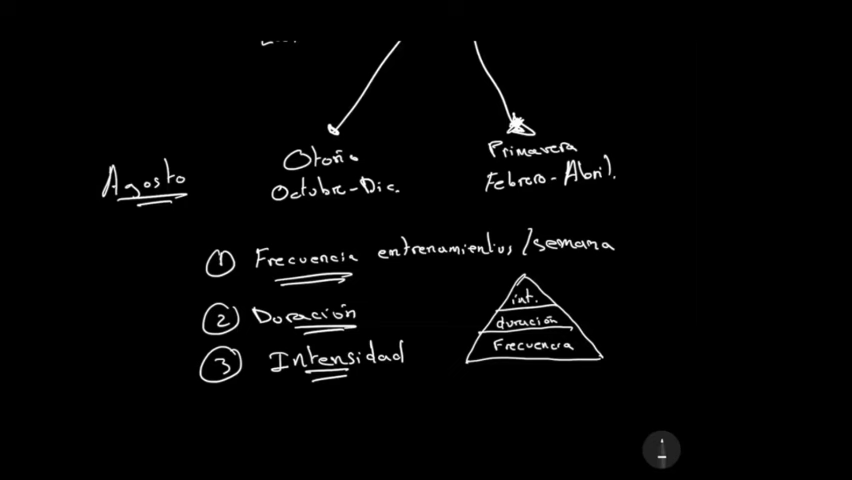 Otoño
Primavera
Agosto
Octubre-Dic.
Febrero-Abril.
① Frecuencia entrenamientos/semana
② Duración
③ Intensidad
int.
duración
Frecuencia